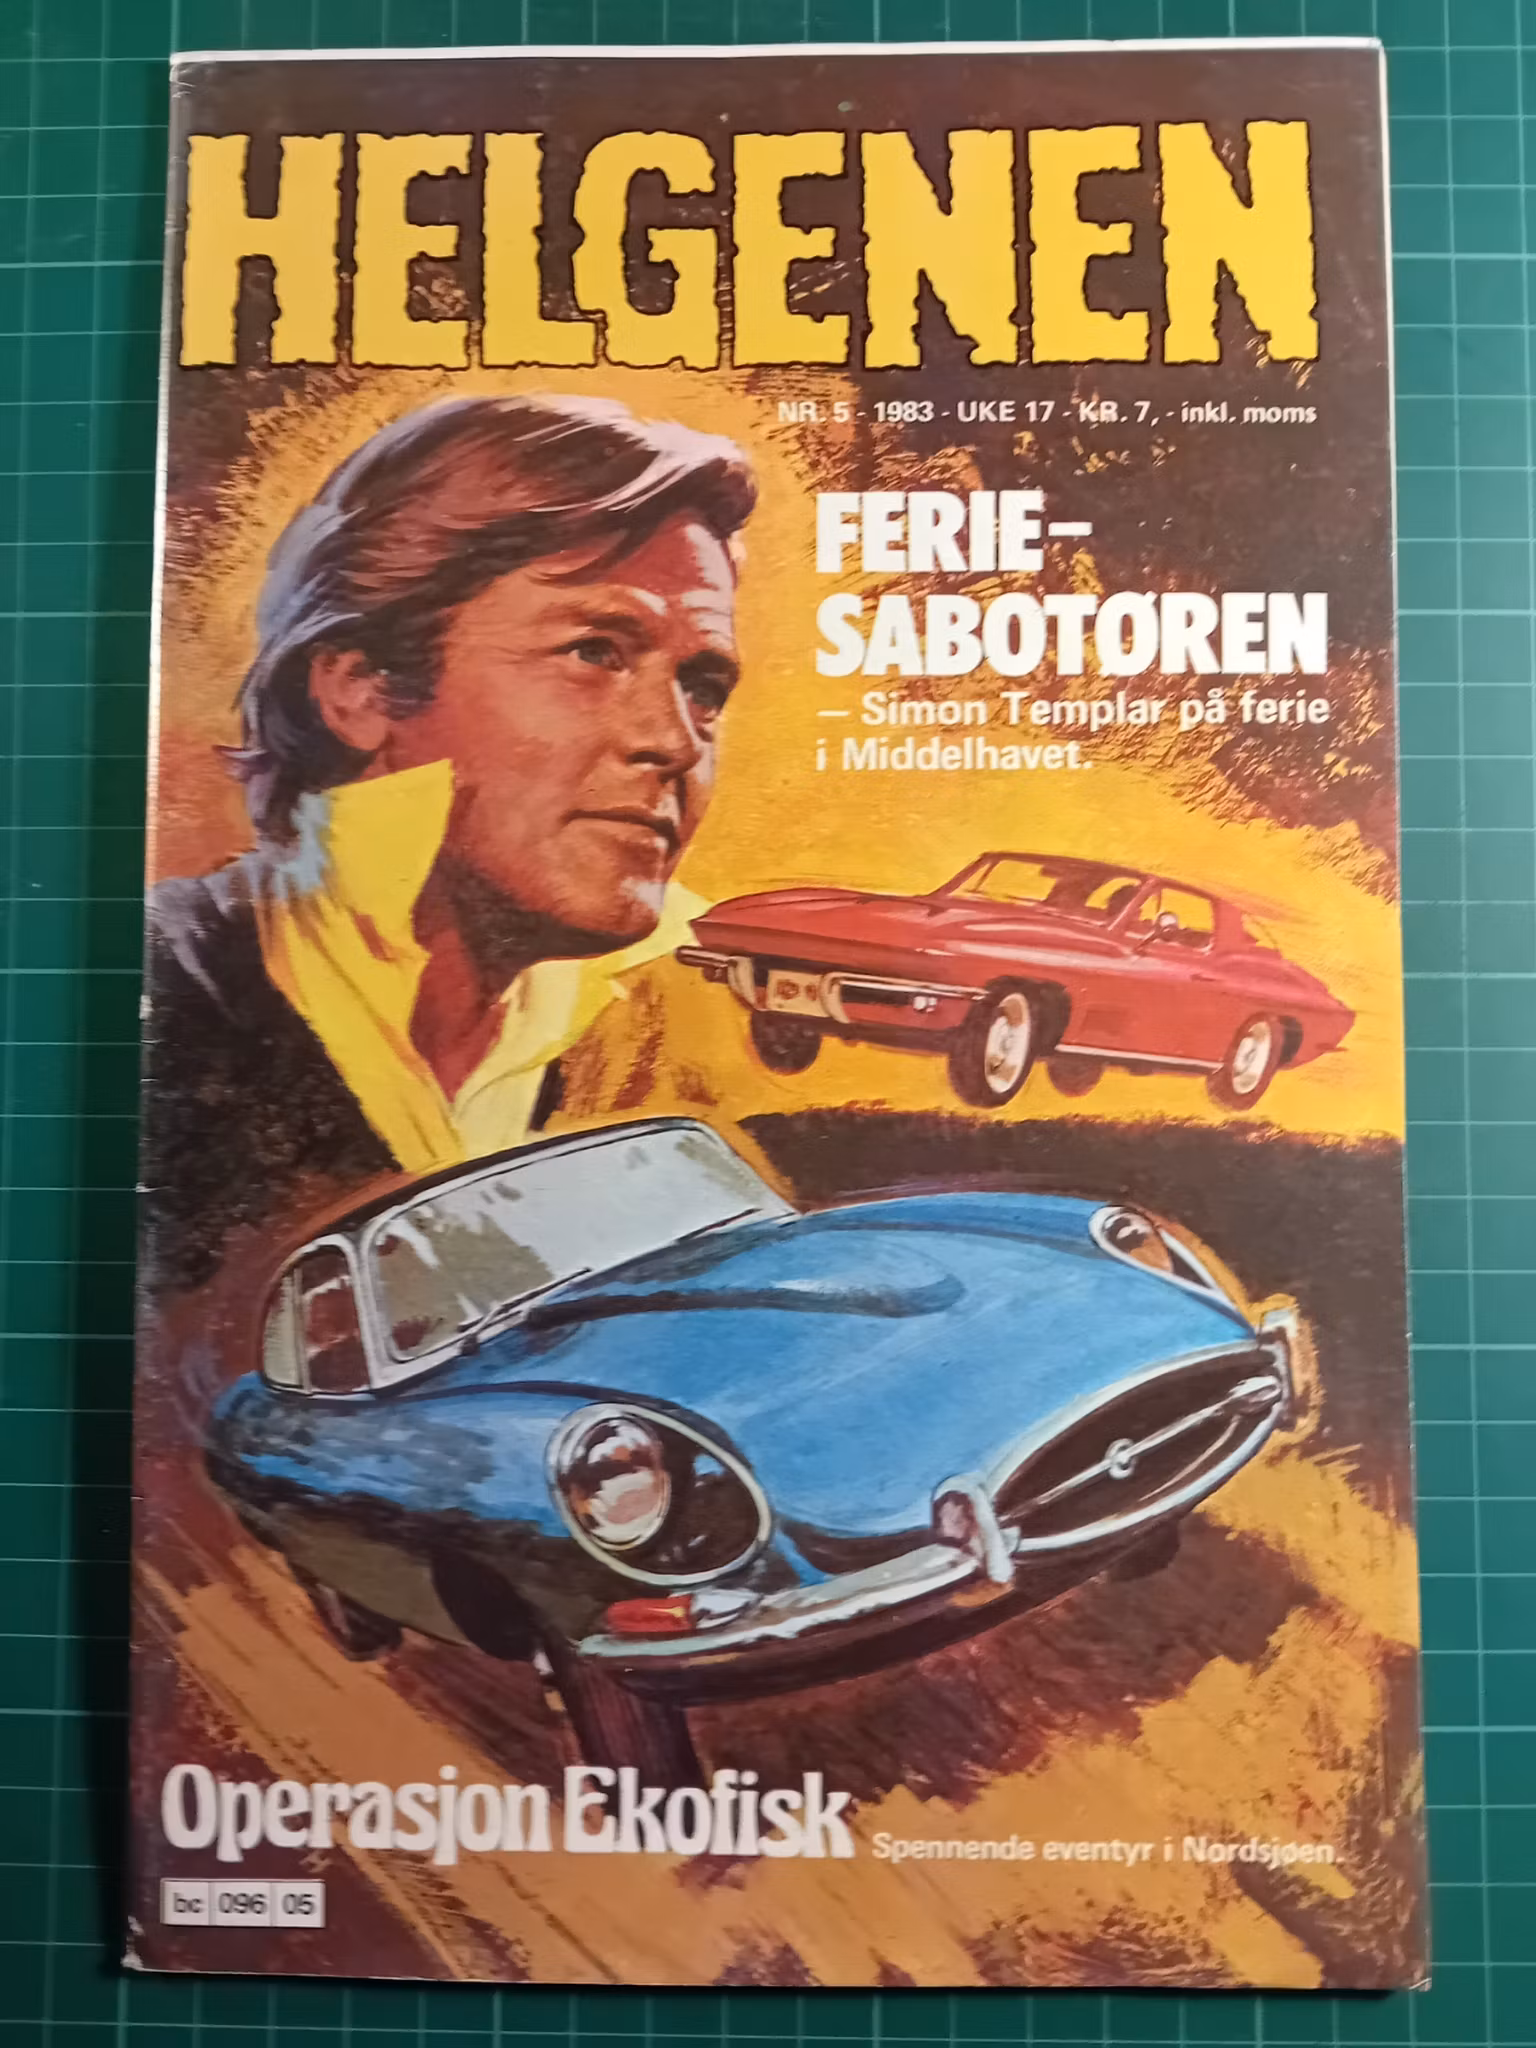 HELGENEN
NR. 5 - 1983 - UKE 17 - KR. 7,- inkl. moms
FERIE-
SABOTØREN
– Simon Templar på ferie
i Middelhavet.
Operasjon Ekofisk
Spennende eventyr i Nordsjøen.
bc 096 05